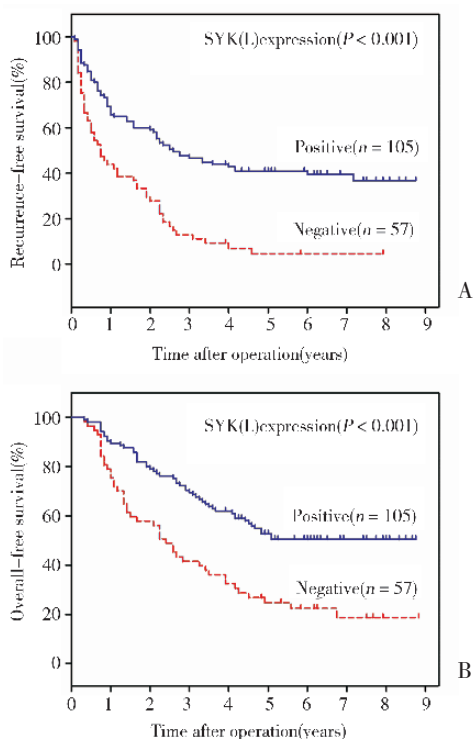 SYK(L)expression(P < 0.001)
100
80
60
40
20
0
Recurrence-free survival(%)
Positive(n = 105)
Negative(n = 57)
A
0 1 2 3 4 5 6 7 8 9
Time after operation(years)
SYK(L)expression(P < 0.001)
100
80
60
40
20
0
Overall-free survival(%)
Positive(n = 105)
Negative(n = 57)
B
0 1 2 3 4 5 6 7 8 9
Time after operation(years)